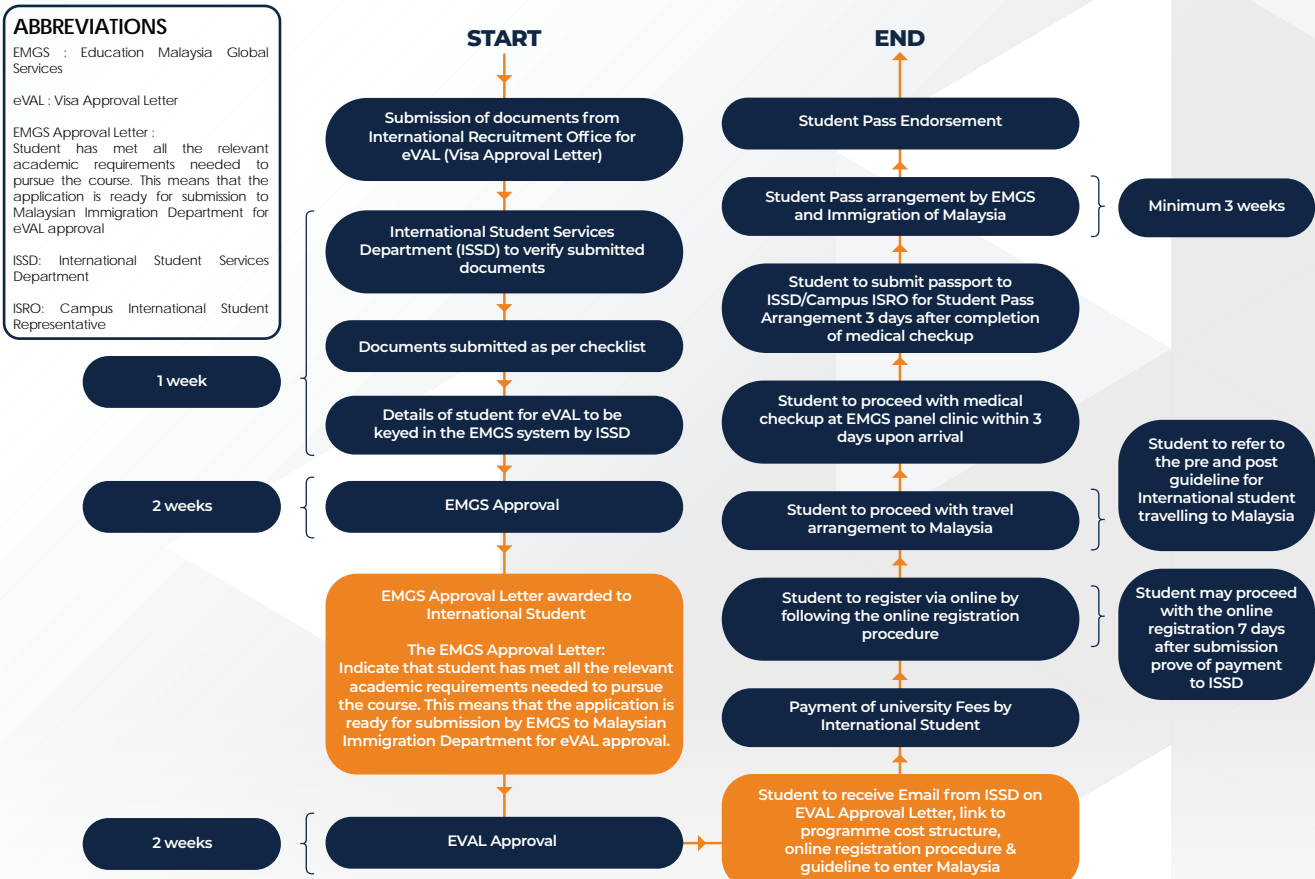 ABBREVIATIONS
EMGS : Education Malaysia Global
Services
eVAL : Visa Approval Letter
EMGS Approval Letter :
Student has met all the relevant
academic requirements needed to
pursue the course. This means that the
application is ready for submission to
Malaysian Immigration Department for
eVAL approval
ISSD: International Student Services
Department
ISRO: Campus International Student
Representative
START
Submission of documents from
International Recruitment Office for
eVAL (Visa Approval Letter)
International Student Services
Department (ISSD) to verify submitted
documents
Documents submitted as per checklist
Details of student for eVAL to be
keyed in the EMGS system by ISSD
1 week
EMGS Approval
2 weeks
EMGS Approval Letter awarded to
International Student
The EMGS Approval Letter:
Indicate that student has met all the relevant
academic requirements needed to pursue
the course. This means that the application is
ready for submission by EMGS to Malaysian
Immigration Department for eVAL approval.
EVAL Approval
2 weeks
Student to receive Email from ISSD on
EVAL Approval Letter, link to
programme cost structure,
online registration procedure &
guideline to enter Malaysia
Payment of university Fees by
International Student
Student to register via online by
following the online registration
procedure
Student may proceed
with the online
registration 7 days
after submission
prove of payment
to ISSD
Student to proceed with travel
arrangement to Malaysia
Student to refer to
the pre and post
guideline for
International student
travelling to Malaysia
Student to proceed with medical
checkup at EMGS panel clinic within 3
days upon arrival
Student to submit passport to
ISSD/Campus ISRO for Student Pass
Arrangement 3 days after completion
of medical checkup
Student Pass arrangement by EMGS
and Immigration of Malaysia
Minimum 3 weeks
Student Pass Endorsement
END